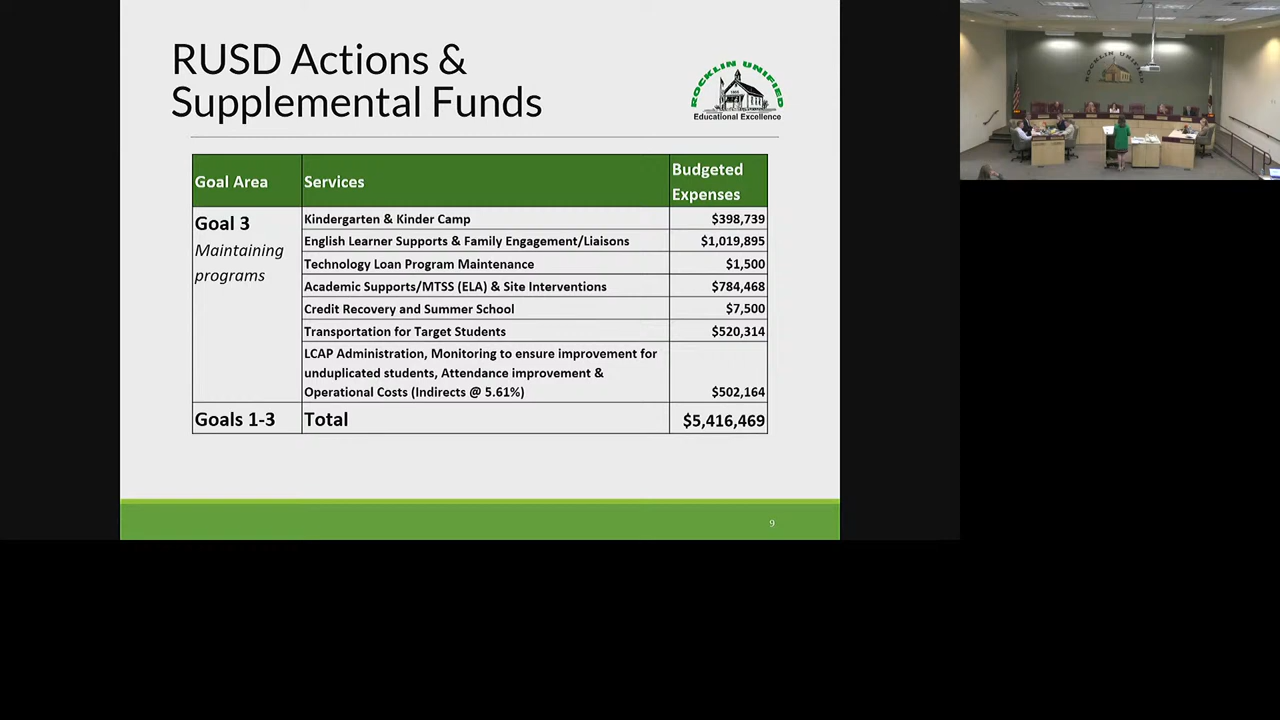 RUSD Actions &
Supplemental Funds
ROCKLIN UNIFIED
Educational Excellence
Goal Area Services Budgeted
Expenses
Goal 3
Maintaining
programs
Kindergarten & Kinder Camp $398,739
English Learner Supports & Family Engagement/Liaisons $1,019,895
Technology Loan Program Maintenance $1,500
Academic Supports/MTSS (ELA) & Site Interventions $784,468
Credit Recovery and Summer School $7,500
Transportation for Target Students $520,314
LCAP Administration, Monitoring to ensure improvement for
unduplicated students, Attendance improvement &
Operational Costs (Indirects @ 5.61%) $502,164
Goals 1-3 Total $5,416,469
9
ROCKLIN UNIFIED